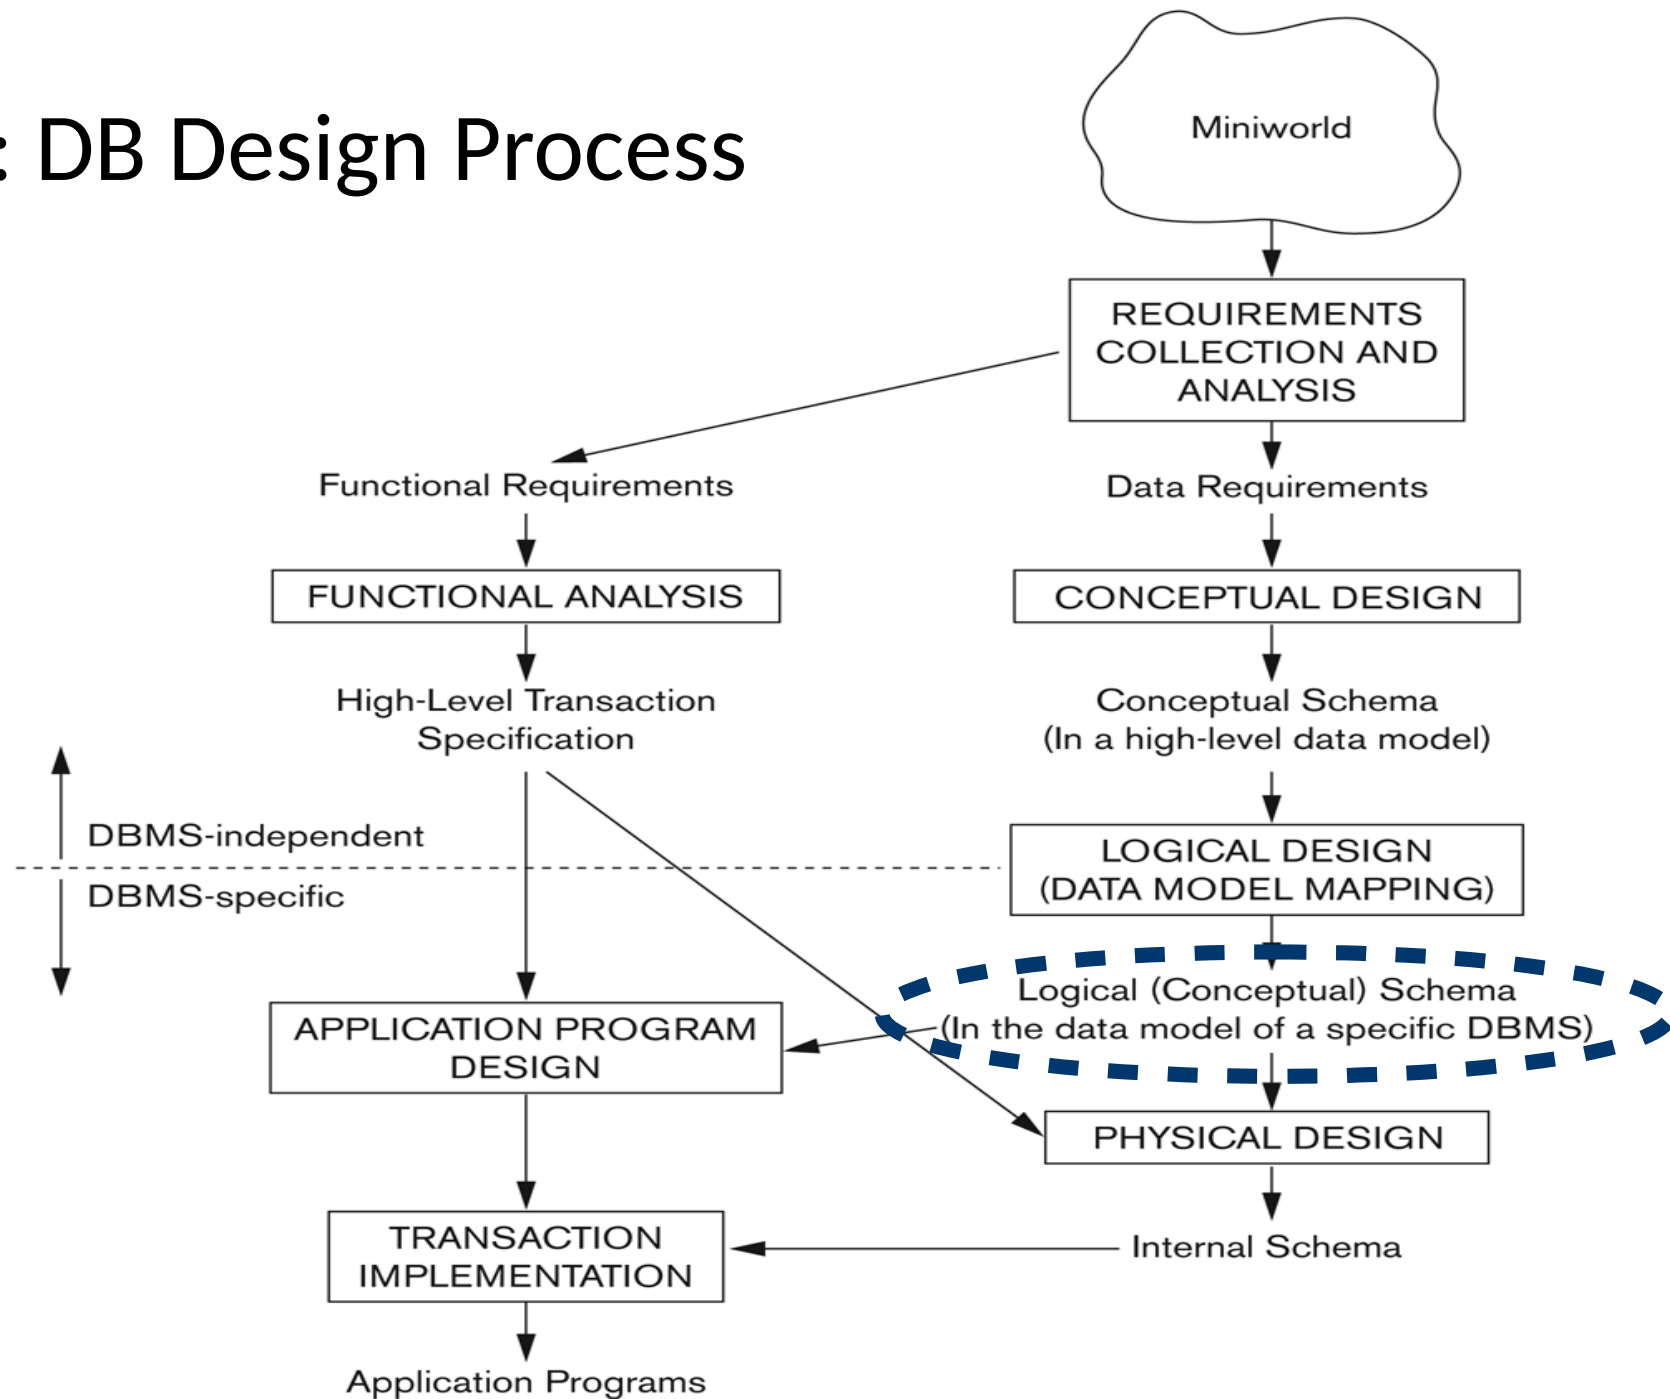 : DB Design Process
Miniworld
REQUIREMENTS
COLLECTION AND
ANALYSIS
Functional Requirements
Data Requirements
FUNCTIONAL ANALYSIS
CONCEPTUAL DESIGN
High-Level Transaction
Specification
Conceptual Schema
(In a high-level data model)
DBMS-independent
DBMS-specific
LOGICAL DESIGN
(DATA MODEL MAPPING)
Logical (Conceptual) Schema
(In the data model of a specific DBMS)
APPLICATION PROGRAM
DESIGN
PHYSICAL DESIGN
TRANSACTION
IMPLEMENTATION
Internal Schema
Application Programs